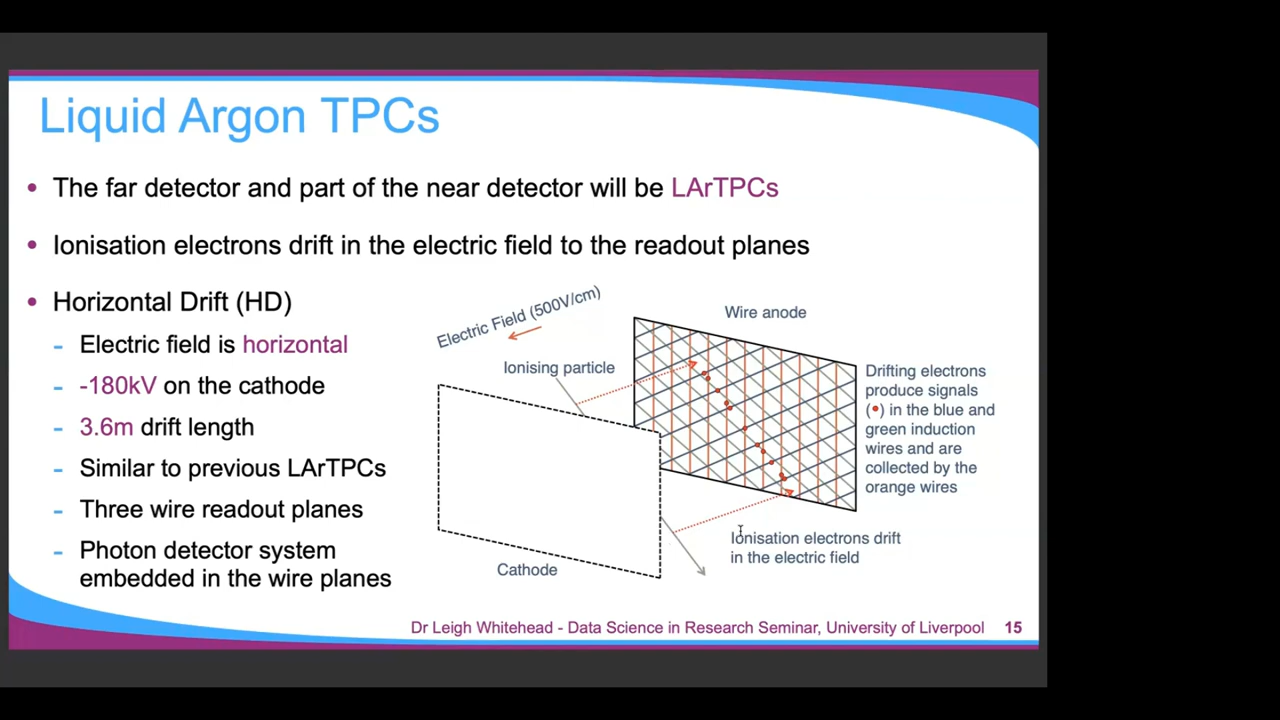 Liquid Argon TPCs
• The far detector and part of the near detector will be LArTPCs
• Ionisation electrons drift in the electric field to the readout planes
• Horizontal Drift (HD)
- Electric field is horizontal
- -180kV on the cathode
- 3.6m drift length
- Similar to previous LArTPCs
- Three wire readout planes
- Photon detector system
embedded in the wire planes
Electric Field (500V/cm)
Ionising particle
Wire anode
Drifting electrons
produce signals
(•) in the blue and
green induction
wires and are
collected by the
orange wires
Ionisation electrons drift
in the electric field
Cathode
Dr Leigh Whitehead - Data Science in Research Seminar, University of Liverpool 15